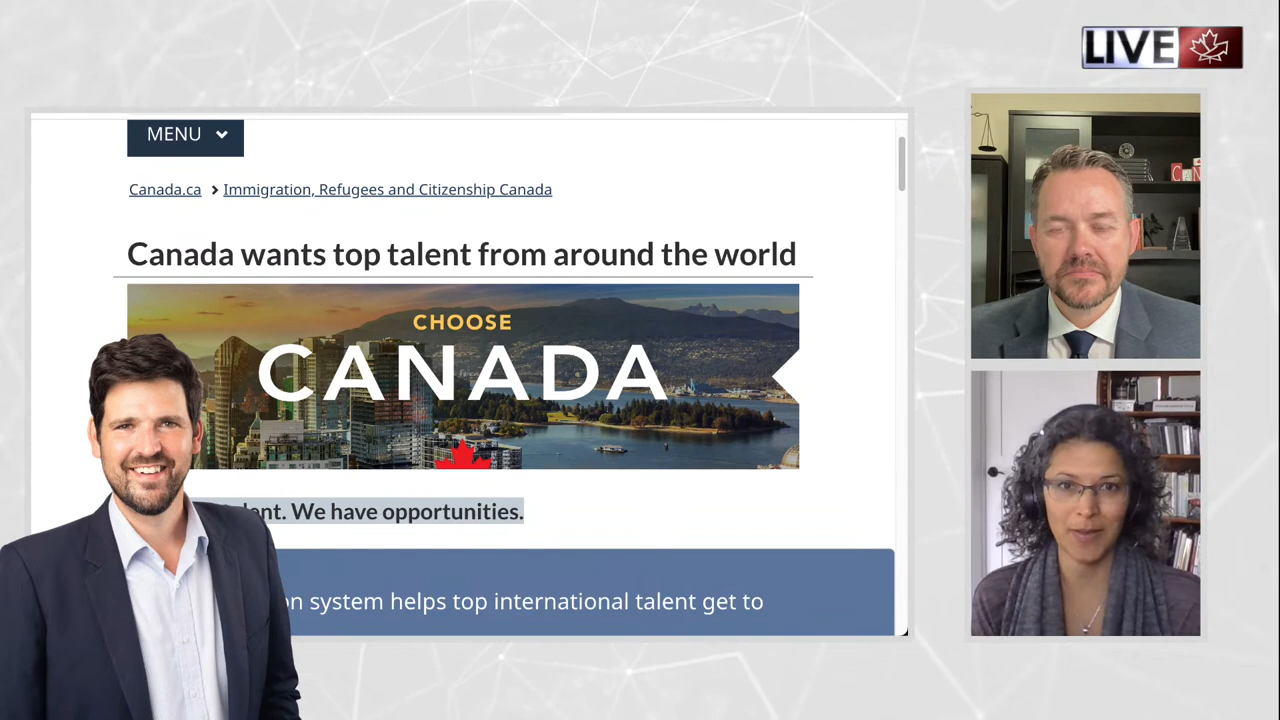 LIVE
MENU
Canada.ca > Immigration, Refugees and Citizenship Canada
Canada wants top talent from around the world
CHOOSE
CANADA
ent. We have opportunities.
on system helps top international talent get to